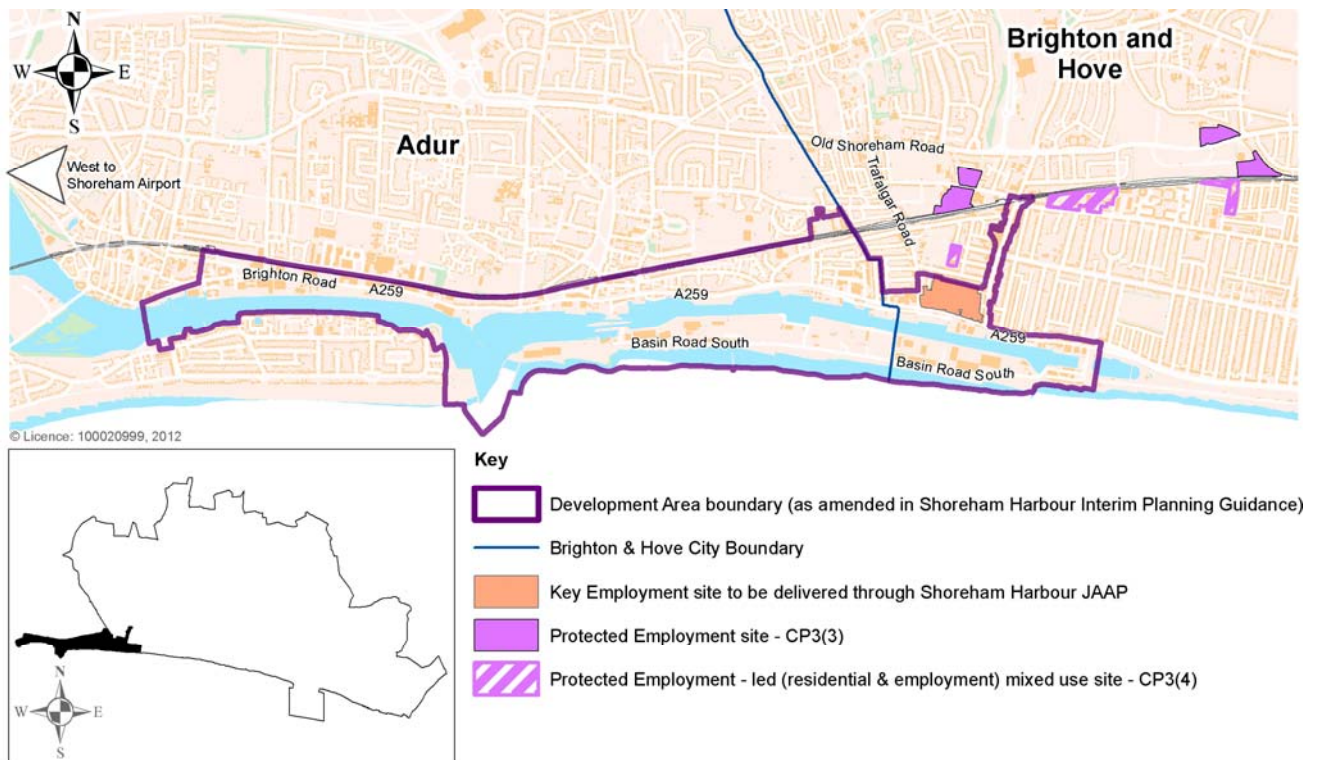 N
W
E
S
West to
Shoreham Airport
Adur
Brighton and
Hove
Old Shoreham Road
Trafalgar Road
Brighton Road
A259
A259
A259
Basin Road South
Basin Road South
© Licence: 100020999, 2012
Key
Development Area boundary (as amended in Shoreham Harbour Interim Planning Guidance)
Brighton & Hove City Boundary
Key Employment site to be delivered through Shoreham Harbour JAAP
Protected Employment site - CP3(3)
Protected Employment - led (residential & employment) mixed use site - CP3(4)
N
W
E
S